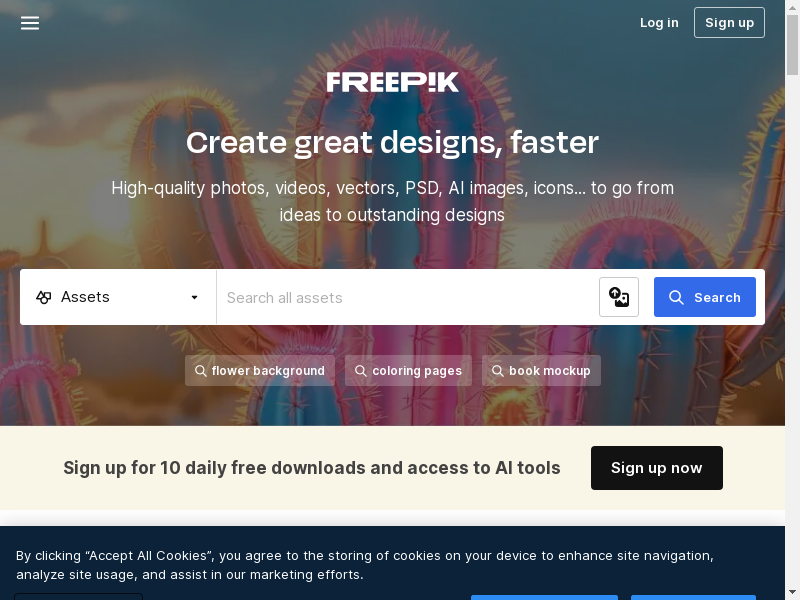 Log in
Sign up
FREEPIK
Create great designs, faster
High-quality photos, videos, vectors, PSD, AI images, icons... to go from
ideas to outstanding designs
Assets
Search all assets
Search
flower background
coloring pages
book mockup
Sign up for 10 daily free downloads and access to AI tools
Sign up now
By clicking “Accept All Cookies”, you agree to the storing of cookies on your device to enhance site navigation,
analyze site usage, and assist in our marketing efforts.